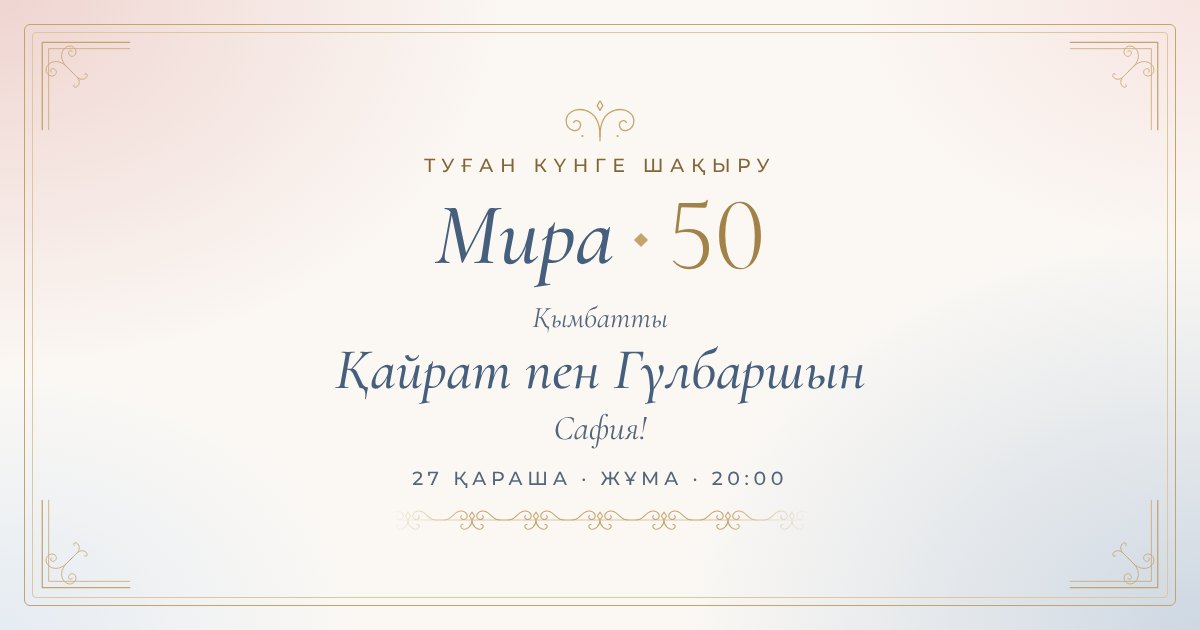 ТУҒАН КҮНГЕ ШАҚЫРУ
Мира ◆ 50
Қымбатты
Қайрат пен Гүлбаршын
Сафия!
27 ҚАРАША · ЖҰМА · 20:00